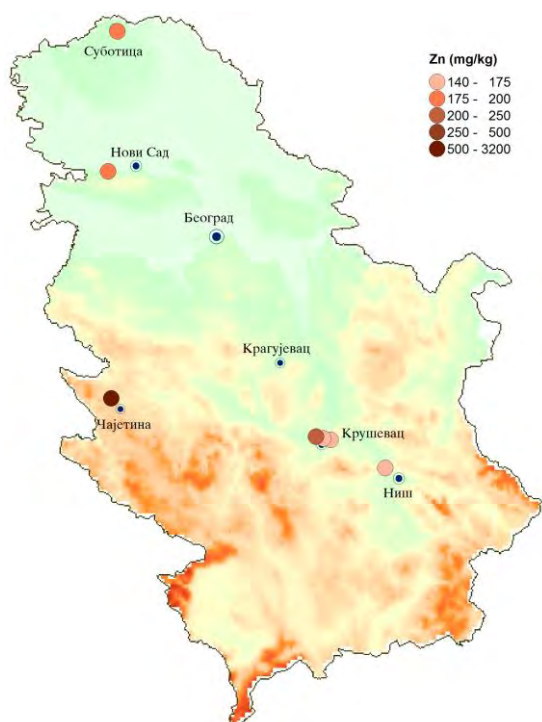 Суботица
Zn (mg/kg)
140 - 175
175 - 200
200 - 250
250 - 500
500 - 3200
Нови Сад
Београд
Крагујевац
Чајетина
Крушевац
Ниш